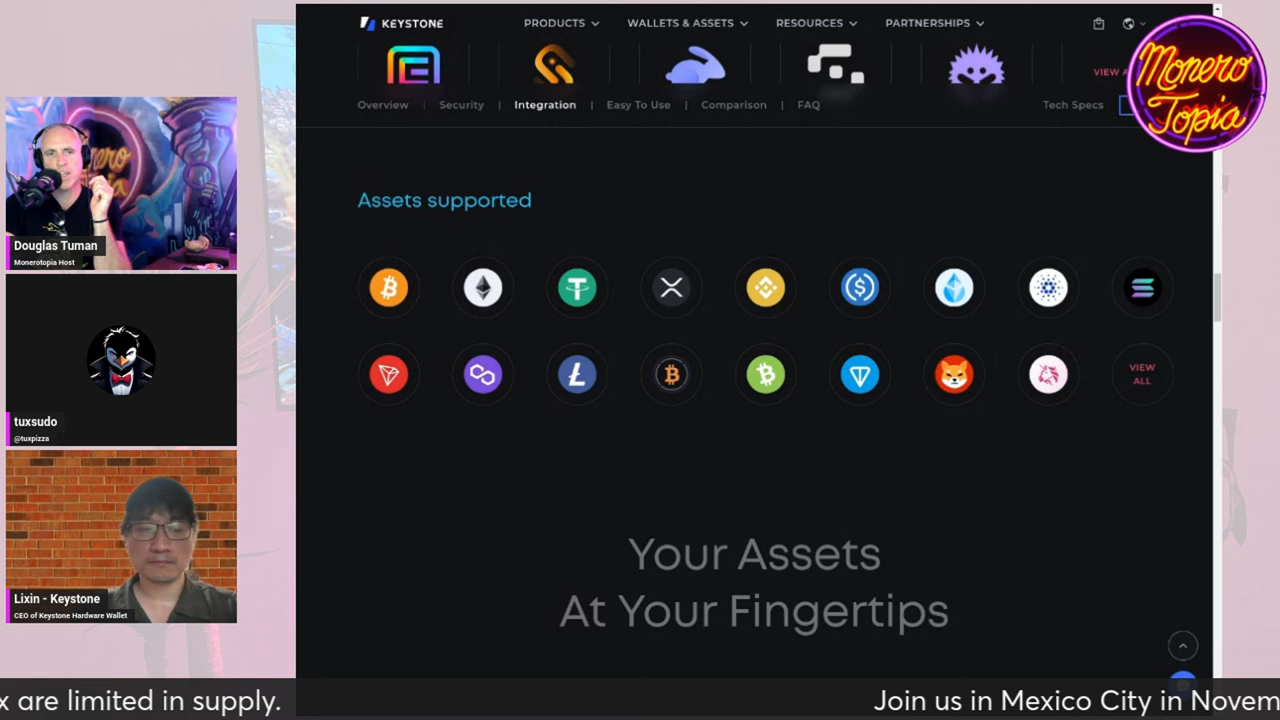 KEYSTONE
PRODUCTS
WALLETS & ASSETS
RESOURCES
PARTNERSHIPS
VIEW
Monero
Topia
Overview
Security
Integration
Easy To Use
Comparison
FAQ
Tech Specs
Assets supported
VIEW
ALL
Your Assets
At Your Fingertips
Douglas Tuman
Monerotopia Host
tuxsudo
@tuxpizza
Lixin - Keystone
CEO of Keystone Hardware Wallet
x are limited in supply.
Join us in Mexico City in Novem